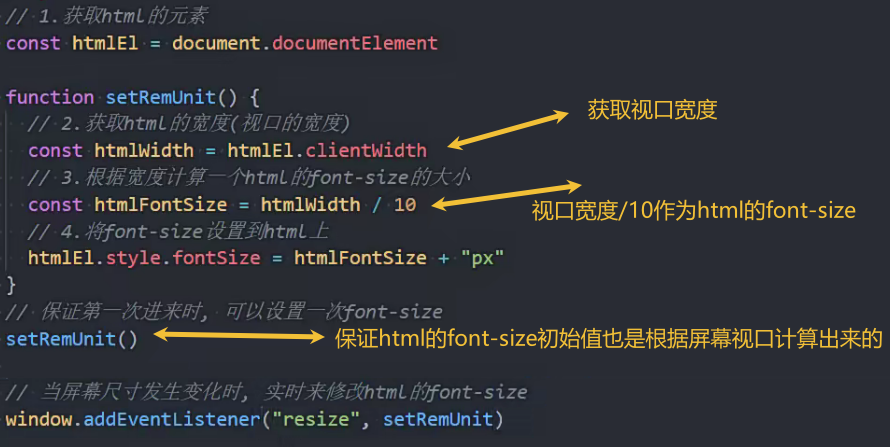 // 1.获取html的元素
const htmlEl = document.documentElement
function setRemUnit() {
// 2.获取html的宽度(视口的宽度)
获取视口宽度
const htmlWidth = htmlEl.clientWidth
// 3.根据宽度计算一个html的font-size的大小
const htmlFontSize = htmlWidth / 10
视口宽度/10作为html的font-size
// 4.将font-size设置到html上
htmlEl.style.fontSize = htmlFontSize + "px"
}
// 保证第一次进来时, 可以设置一次font-size
setRemUnit()
保证html的font-size初始值也是根据屏幕视口计算出来的
// 当屏幕尺寸发生变化时, 实时来修改html的font-size
window.addEventListener("resize", setRemUnit)